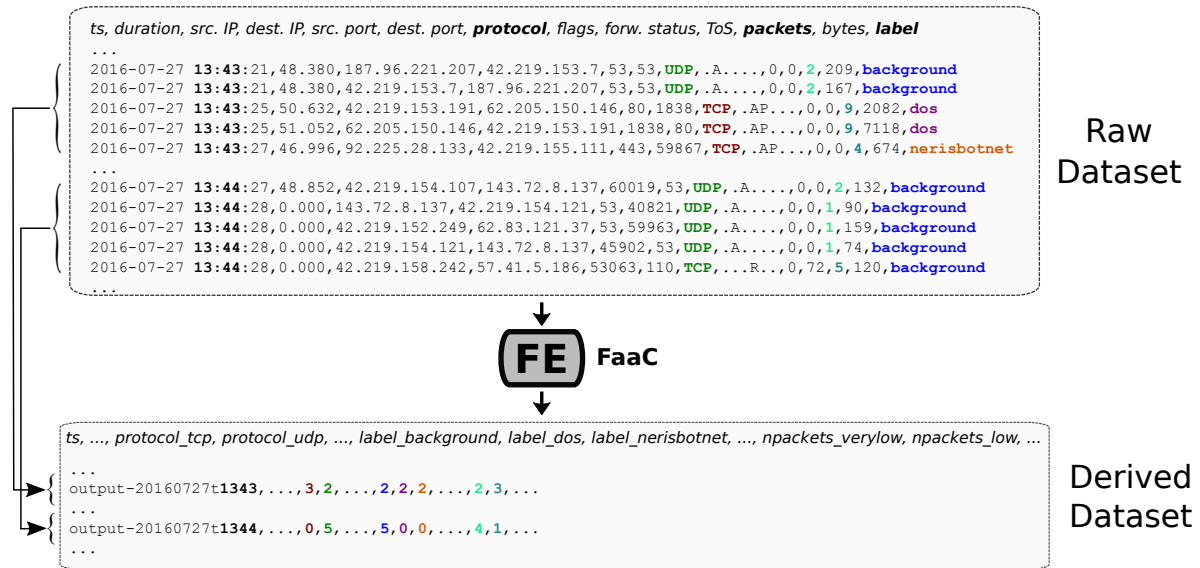 ts, duration, src. IP, dest. IP, src. port, dest. port, protocol, flags, forw. status, ToS, packets, bytes, label
...
2016-07-27 13:43:21,48.380,187.96.221.207,42.219.153.7,53,53,UDP,.A....,0,0,2,209,background
2016-07-27 13:43:21,48.380,42.219.153.7,187.96.221.207,53,53,UDP,.A....,0,0,2,167,background
2016-07-27 13:43:25,50.632,42.219.153.191,62.205.150.146,80,1838,TCP,.AP...,0,0,9,2082,dos
2016-07-27 13:43:25,51.052,62.205.150.146,42.219.153.191,1838,80,TCP,.AP...,0,0,9,7118,dos
2016-07-27 13:43:27,46.996,92.225.28.133,42.219.155.111,443,59867,TCP,.AP...,0,0,4,674,nerisbotnet
...
2016-07-27 13:44:27,48.852,42.219.154.107,143.72.8.137,60019,53,UDP,.A....,0,0,2,132,background
2016-07-27 13:44:28,0.000,143.72.8.137,42.219.154.121,53,40821,UDP,.A....,0,0,1,90,background
2016-07-27 13:44:28,0.000,42.219.152.249,62.83.121.37,53,59963,UDP,.A....,0,0,1,159,background
2016-07-27 13:44:28,0.000,42.219.154.121,143.72.8.137,45902,53,UDP,.A....,0,0,1,74,background
2016-07-27 13:44:28,0.000,42.219.158.242,57.41.5.186,53063,110,TCP,...R..,0,72,5,120,background
...
Raw
Dataset
FE
FaaC
ts, ..., protocol_tcp, protocol_udp, ..., label_background, label_dos, label_nerisbotnet, ..., npackets_verylow, npackets_low, ...
...
output-20160727t1343,...,3,2,...,2,2,2,...,2,3,...
...
output-20160727t1344,...,0,5,...,5,0,0,...,4,1,...
...
Derived
Dataset